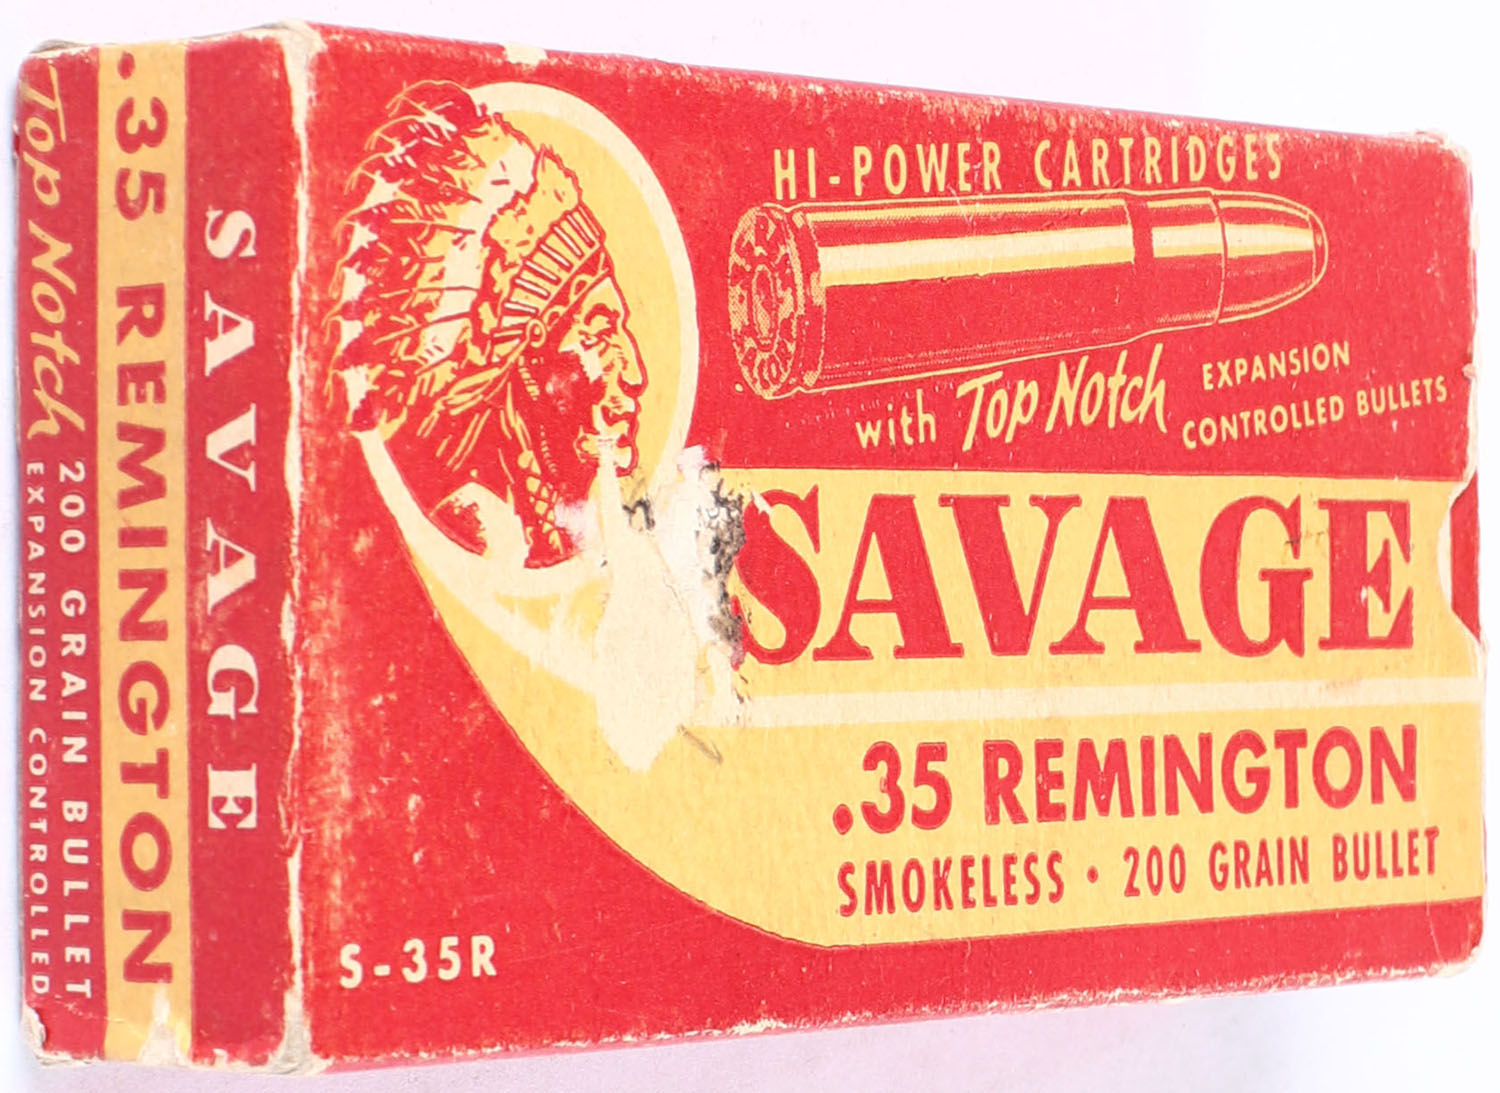 HI-POWER CARTRIDGES
with Top Notch EXPANSION
CONTROLLED BULLETS
SAVAGE
.35 REMINGTON
SMOKELESS · 200 GRAIN BULLET
S-35R
SAVAGE
.35 REMINGTON
Top Notch 200 GRAIN BULLET
EXPANSION CONTROLLED